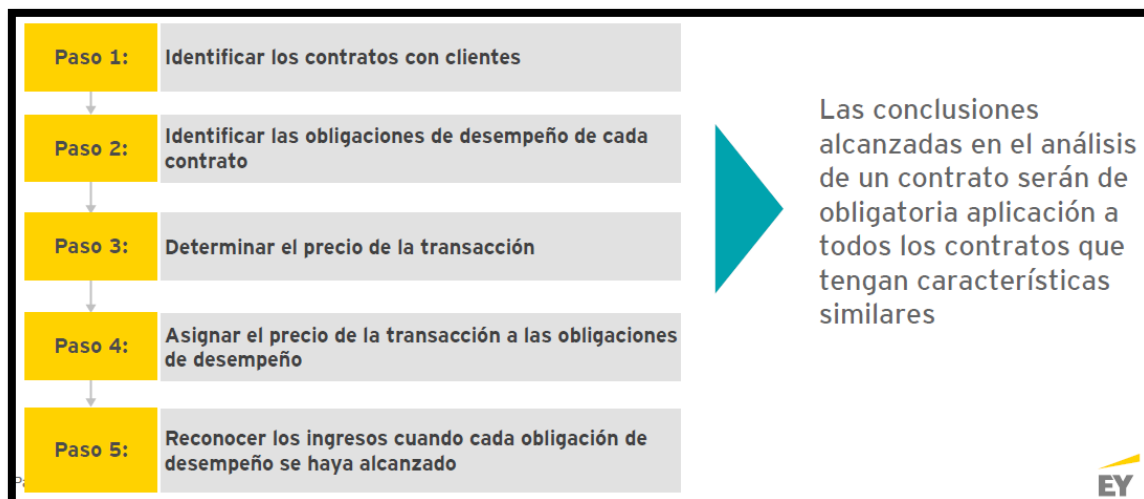 Paso 1:
Identificar los contratos con clientes
Paso 2:
Identificar las obligaciones de desempeño de cada
contrato
Paso 3:
Determinar el precio de la transacción
Paso 4:
Asignar el precio de la transacción a las obligaciones
de desempeño
Paso 5:
Reconocer los ingresos cuando cada obligación de
desempeño se haya alcanzado
Las conclusiones
alcanzadas en el análisis
de un contrato serán de
obligatoria aplicación a
todos los contratos que
tengan características
similares
EY